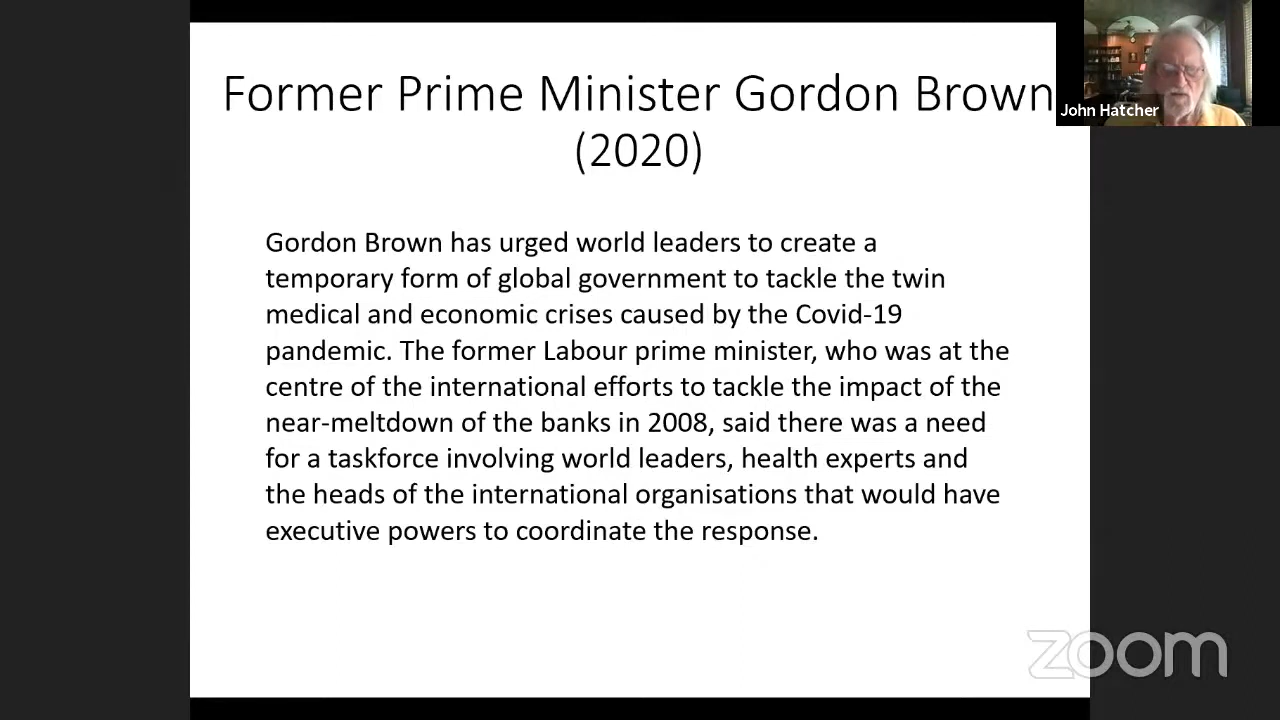 Former Prime Minister Gordon Brown
(2020)
John Hatcher
Gordon Brown has urged world leaders to create a
temporary form of global government to tackle the twin
medical and economic crises caused by the Covid-19
pandemic. The former Labour prime minister, who was at the
centre of the international efforts to tackle the impact of the
near-meltdown of the banks in 2008, said there was a need
for a taskforce involving world leaders, health experts and
the heads of the international organisations that would have
executive powers to coordinate the response.
zoom